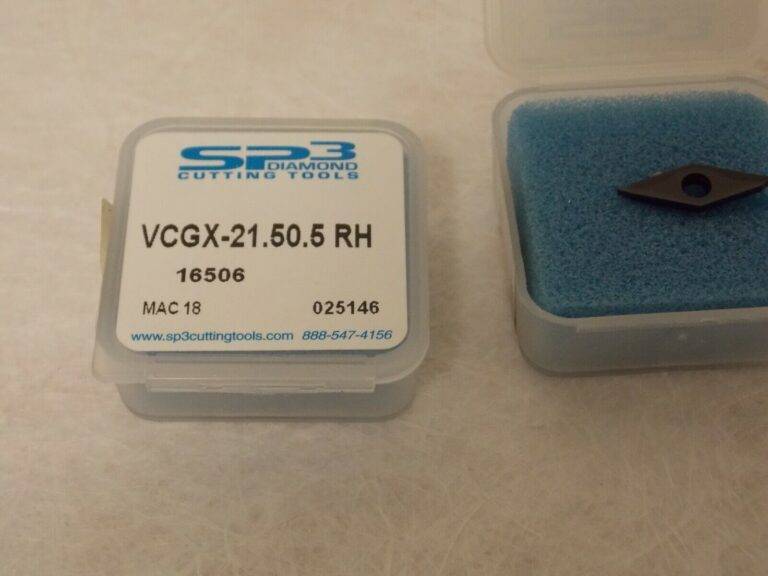 SP3
DIAMOND
CUTTING TOOLS
VCGX-21.50.5 RH
16506
MAC 18 025146
www.sp3cuttingtools.com 888-547-4156